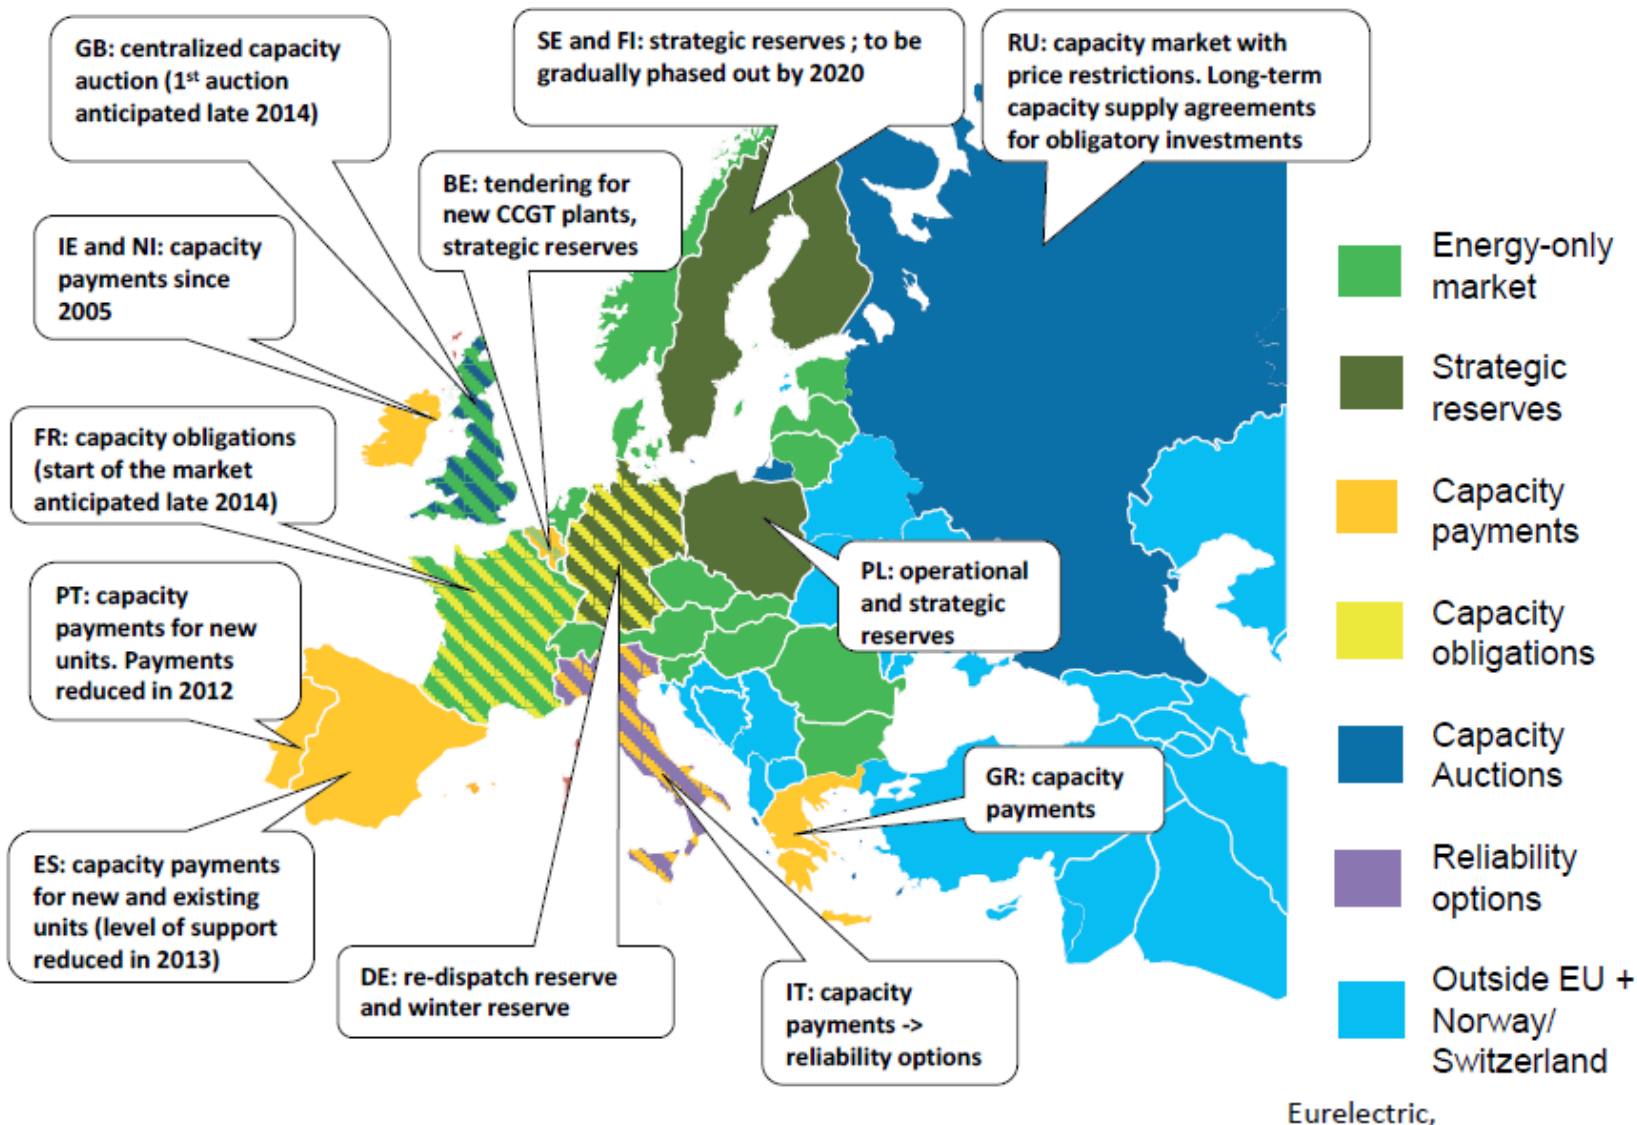 GB: centralized capacity
auction (1st auction
anticipated late 2014)
SE and FI: strategic reserves ; to be
gradually phased out by 2020
RU: capacity market with
price restrictions. Long-term
capacity supply agreements
for obligatory investments
BE: tendering for
new CCGT plants,
strategic reserves
IE and NI: capacity
payments since
2005
FR: capacity obligations
(start of the market
anticipated late 2014)
PT: capacity
payments for new
units. Payments
reduced in 2012
PL: operational
and strategic
reserves
GR: capacity
payments
ES: capacity payments
for new and existing
units (level of support
reduced in 2013)
DE: re-dispatch reserve
and winter reserve
IT: capacity
payments ->
reliability options
Energy-only
market
Strategic
reserves
Capacity
payments
Capacity
obligations
Capacity
Auctions
Reliability
options
Outside EU +
Norway/
Switzerland
Eurelectric,